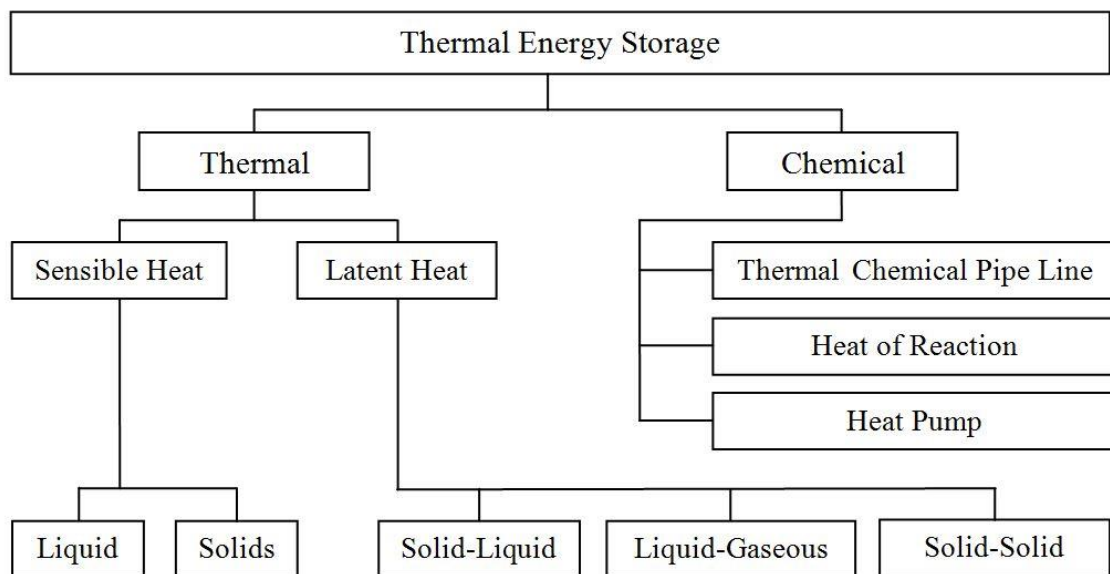 Thermal Energy Storage
Thermal
Chemical
Sensible Heat
Latent Heat
Thermal Chemical Pipe Line
Heat of Reaction
Heat Pump
Liquid
Solids
Solid-Liquid
Liquid-Gaseous
Solid-Solid